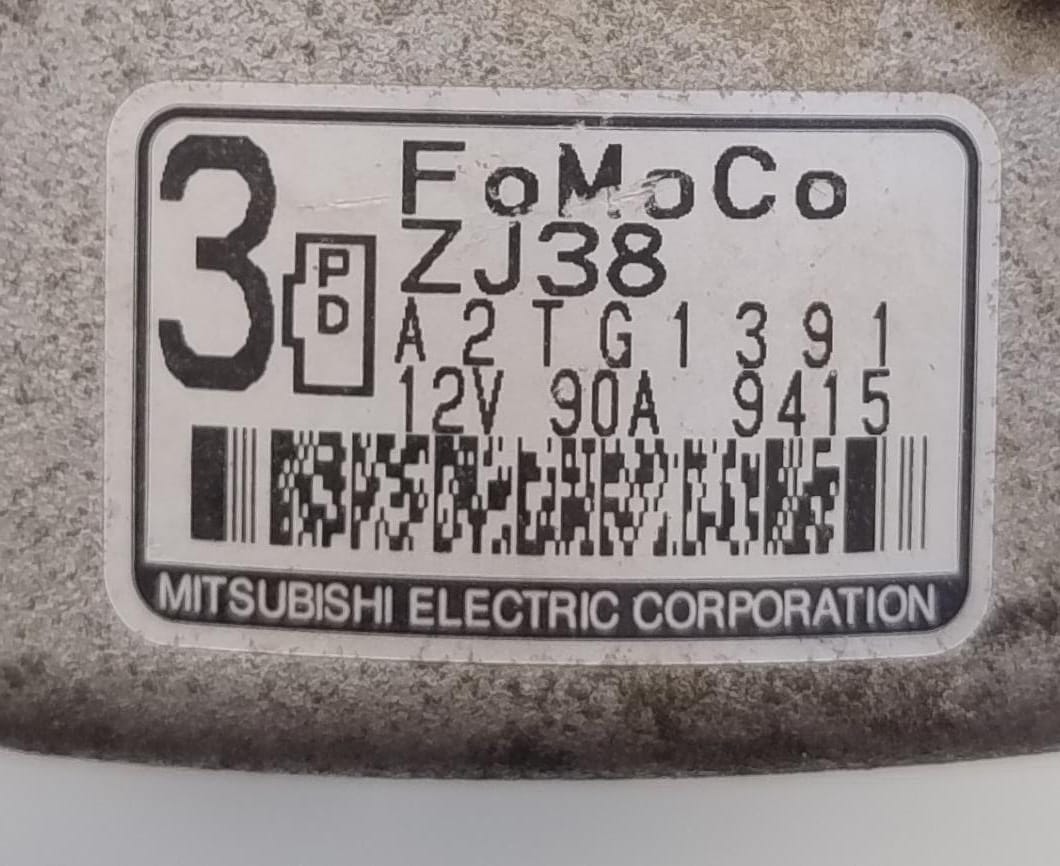 3
PD
FoMoCo
ZJ38
A2TG1391
12V 90A 9415
MITSUBISHI ELECTRIC CORPORATION